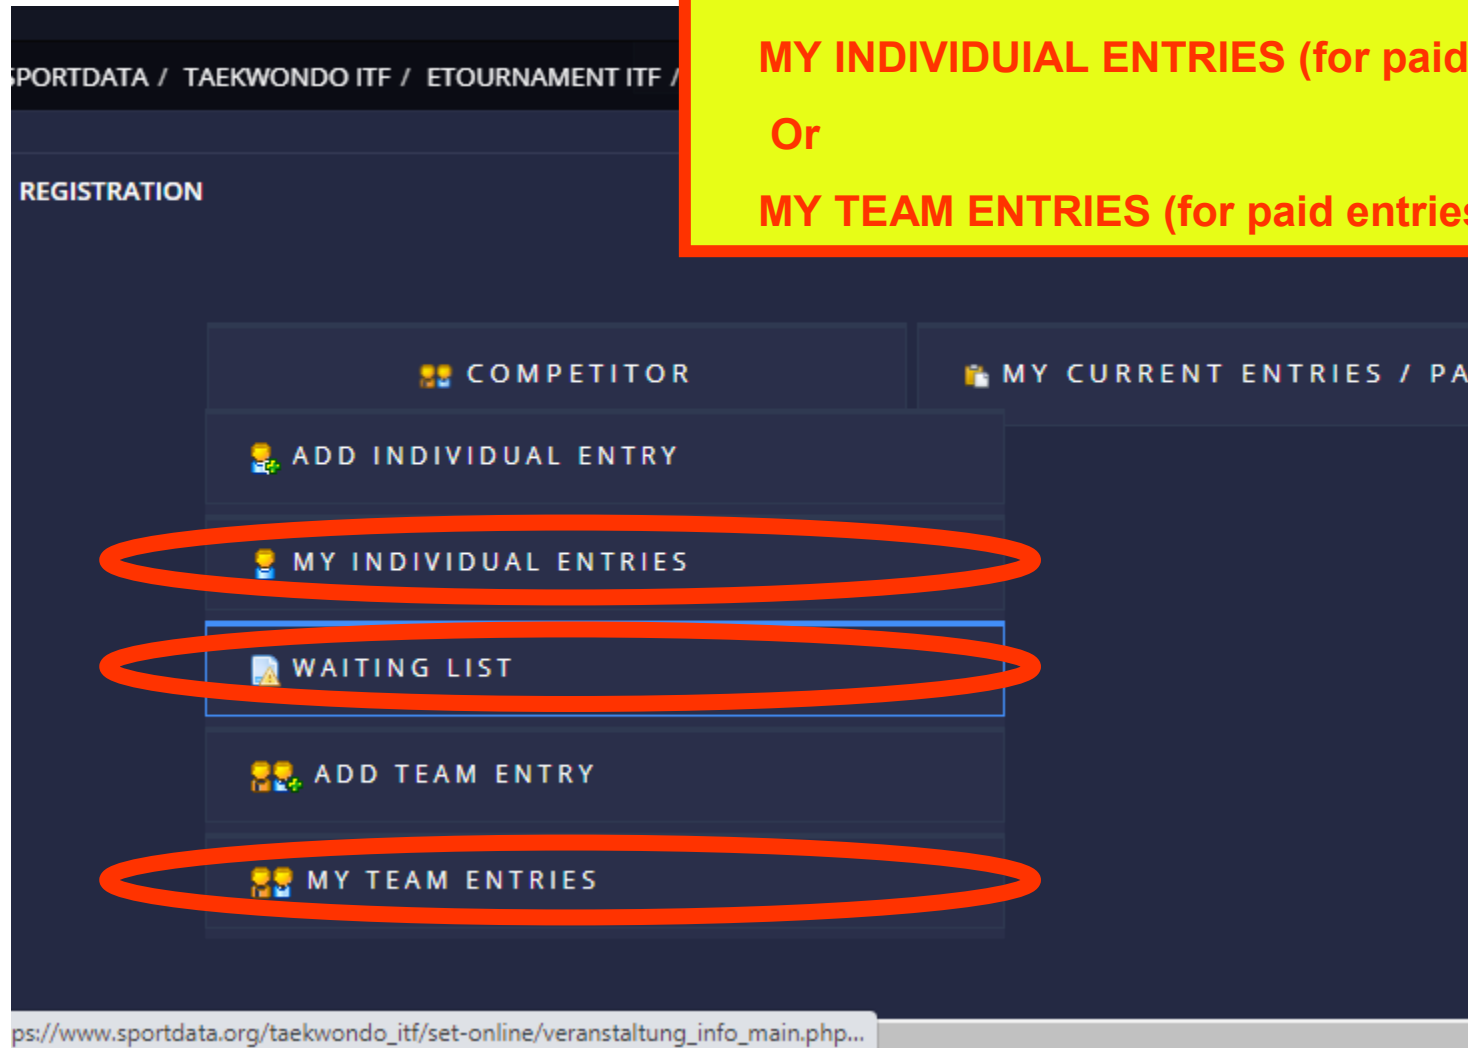 MY INDIVIDUIAL ENTRIES (for paid
SPORTDATA / TAEKWONDO ITF / ETOURNAMENT ITF /
Or
REGISTRATION
MY TEAM ENTRIES (for paid entries
COMPETITOR
MY CURRENT ENTRIES / PA
ADD INDIVIDUAL ENTRY
MY INDIVIDUAL ENTRIES
WAITING LIST
ADD TEAM ENTRY
MY TEAM ENTRIES
ps://www.sportdata.org/taekwondo_itf/set-online/veranstaltung_info_main.php...